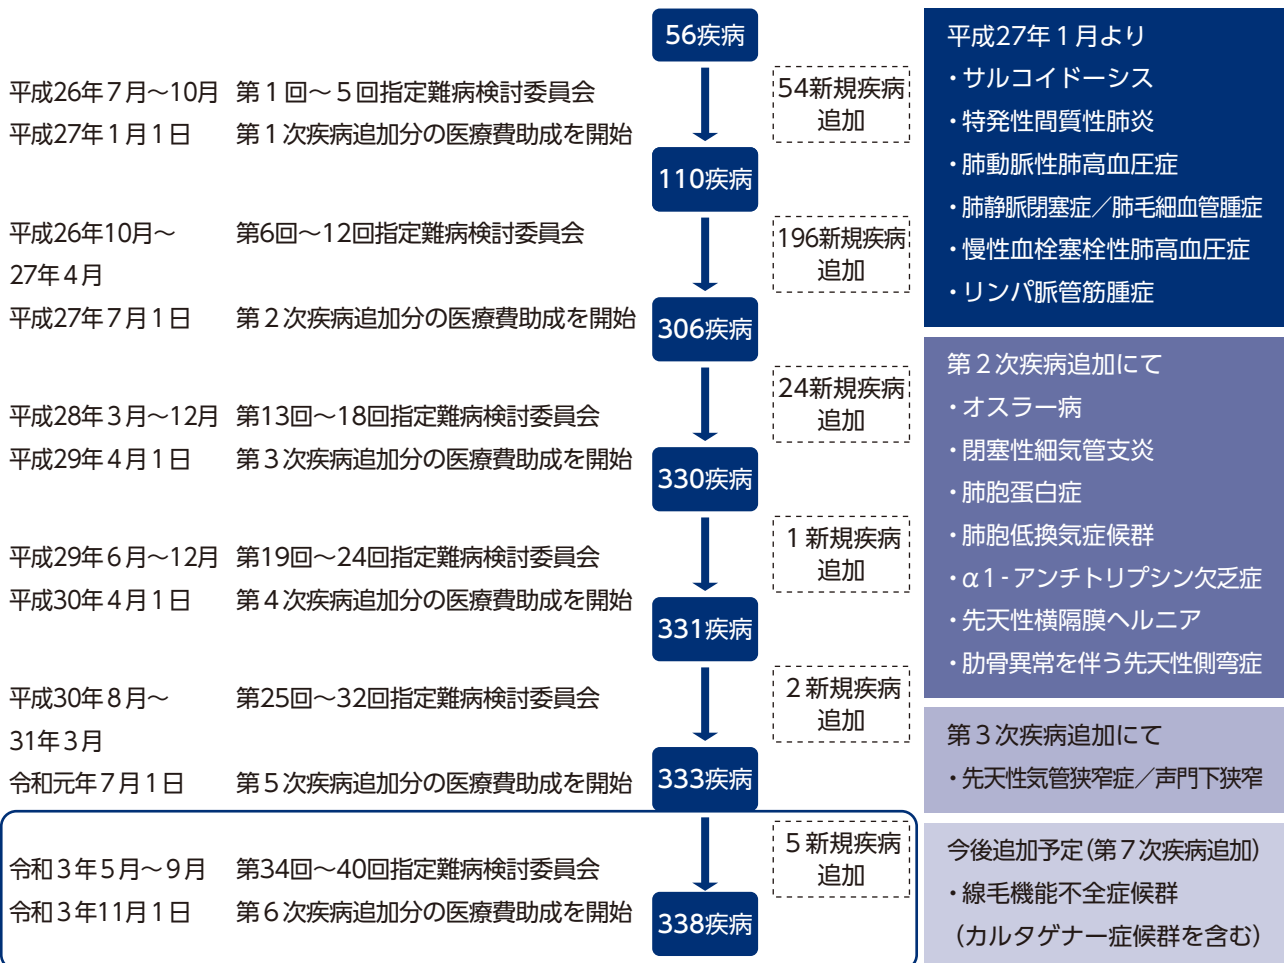 56疾病
平成26年7月～10月 第1回～5回指定難病検討委員会
平成27年1月1日 第1次疾病追加分の医療費助成を開始
54新規疾病
追加
110疾病
平成26年10月～ 第6回～12回指定難病検討委員会
27年4月
平成27年7月1日 第2次疾病追加分の医療費助成を開始
196新規疾病
追加
306疾病
平成28年3月～12月 第13回～18回指定難病検討委員会
平成29年4月1日 第3次疾病追加分の医療費助成を開始
24新規疾病
追加
330疾病
平成29年6月～12月 第19回～24回指定難病検討委員会
平成30年4月1日 第4次疾病追加分の医療費助成を開始
1新規疾病
追加
331疾病
平成30年8月～ 第25回～32回指定難病検討委員会
31年3月
令和元年7月1日 第5次疾病追加分の医療費助成を開始
2新規疾病
追加
333疾病
令和3年5月～9月 第34回～40回指定難病検討委員会
令和3年11月1日 第6次疾病追加分の医療費助成を開始
5新規疾病
追加
338疾病
平成27年1月より
・サルコイドーシス
・特発性間質性肺炎
・肺動脈性肺高血圧症
・肺静脈閉塞症／肺毛細血管腫症
・慢性血栓塞栓性肺高血圧症
・リンパ脈管筋腫症
第2次疾病追加にて
・オスラー病
・閉塞性細気管支炎
・肺胞蛋白症
・肺胞低換気症候群
・α1-アンチトリプシン欠乏症
・先天性横隔膜ヘルニア
・肋骨異常を伴う先天性側弯症
第3次疾病追加にて
・先天性気管狭窄症／声門下狭窄
今後追加予定(第7次疾病追加)
・線毛機能不全症候群
（カルタゲナー症候群を含む）